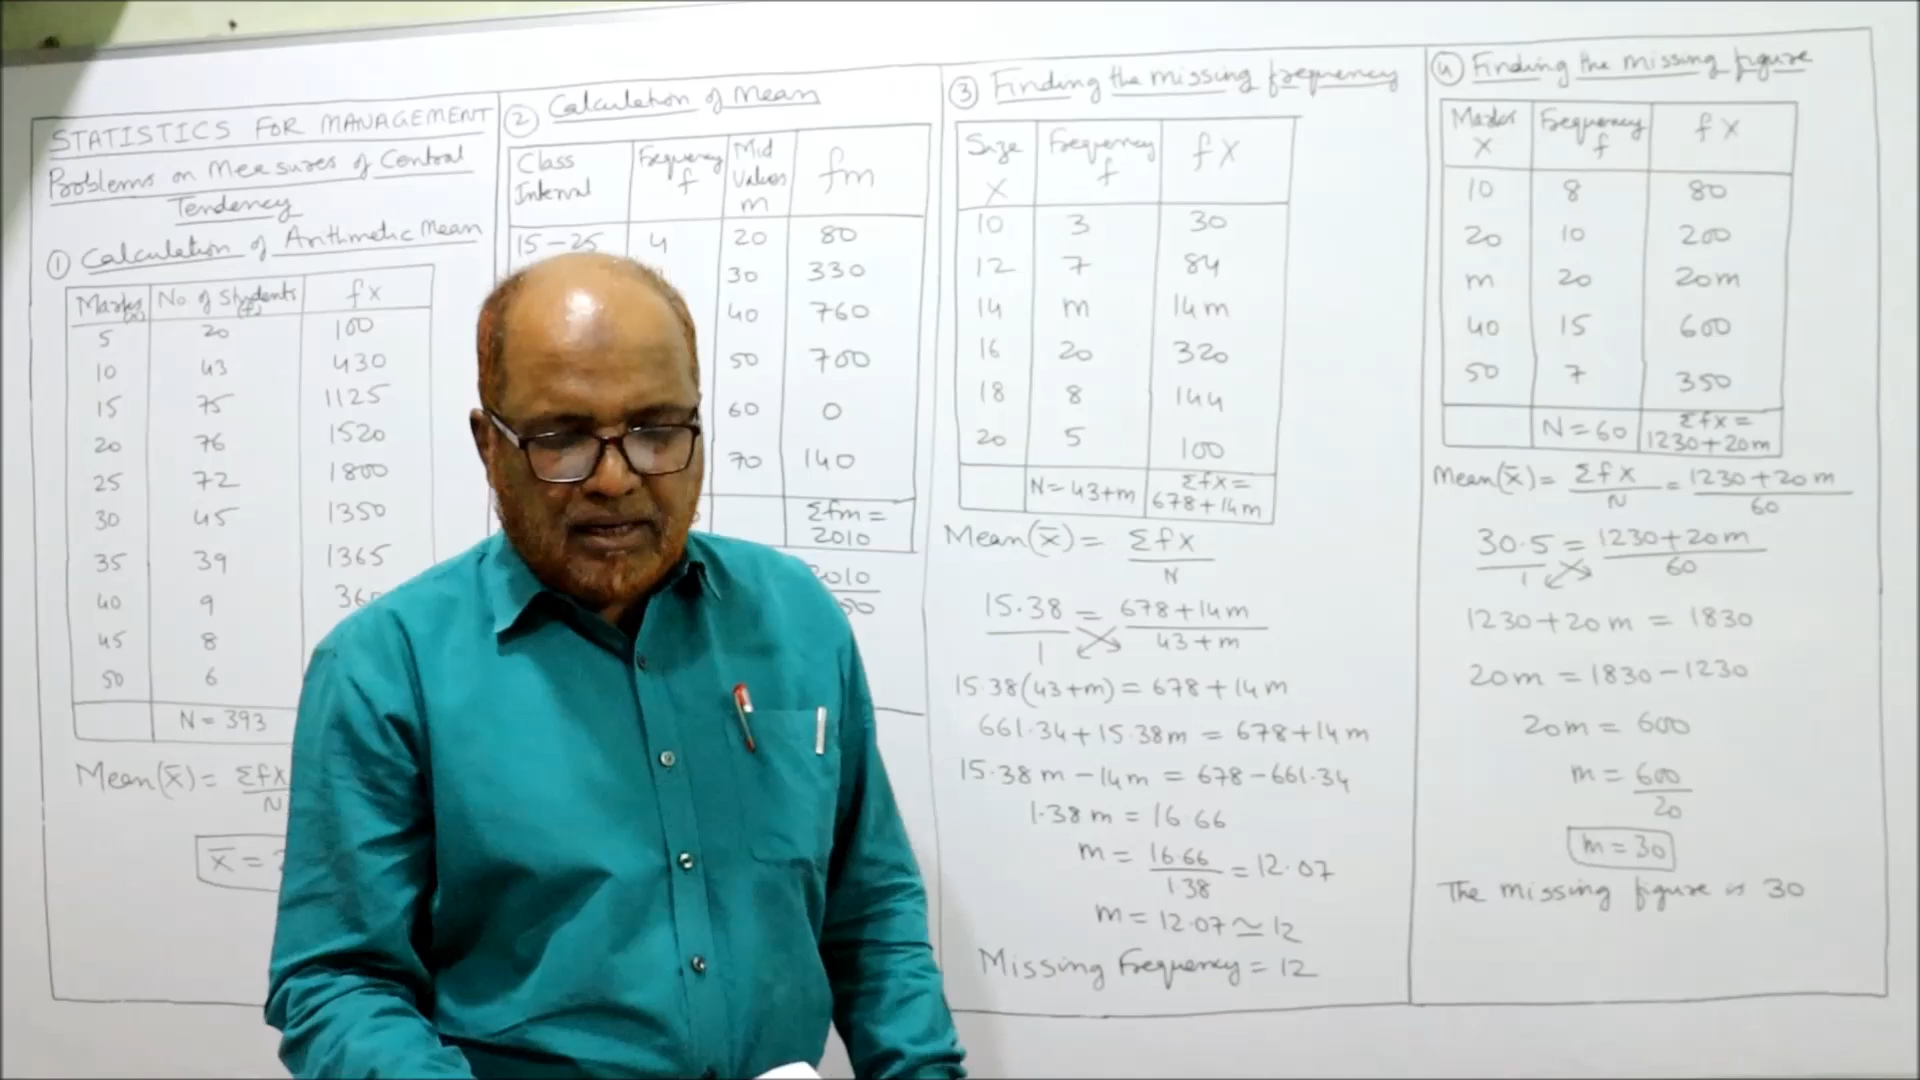 STATISTICS FOR MANAGEMENT
Problems on Measures of Central
Tendency
① Calculation of Arithmetic Mean
Marks (x) No. of Students (f) fx
5 20 100
10 43 430
15 75 1125
20 76 1520
25 72 1800
30 45 1350
35 39 1365
40 9 36
45 8
50 6
N = 393
Mean(x̄) = Σfx
N
x̄ =
② Calculation of Mean
Class Interval Frequency f Mid Values m fm
15-25 4 20 80
30 330
40 760
50 700
60 0
70 140
Σfm =
2010
③ Finding the missing frequency
Size X Frequency f fX
10 3 30
12 7 84
14 m 14m
16 20 320
18 8 144
20 5 100
N = 43+m Σfx =
678+14m
Mean(x̄) = Σfx
N
15.38 = 678+14m
1 43+m
15.38(43+m) = 678+14m
661.34+15.38m = 678+14m
15.38m-14m = 678-661.34
1.38m = 16.66
m = 16.66 = 12.07
1.38
m = 12.07 ≃ 12
Missing Frequency = 12
④ Finding the missing figure
Marks X Frequency f fX
10 8 80
20 10 200
m 20 20m
40 15 600
50 7 350
N = 60 Σfx =
1230+20m
Mean(x̄) = Σfx = 1230+20m
N 60
30.5 = 1230+20m
1 60
1230+20m = 1830
20m = 1830-1230
20m = 600
m = 600
20
m = 30
The missing figure is 30